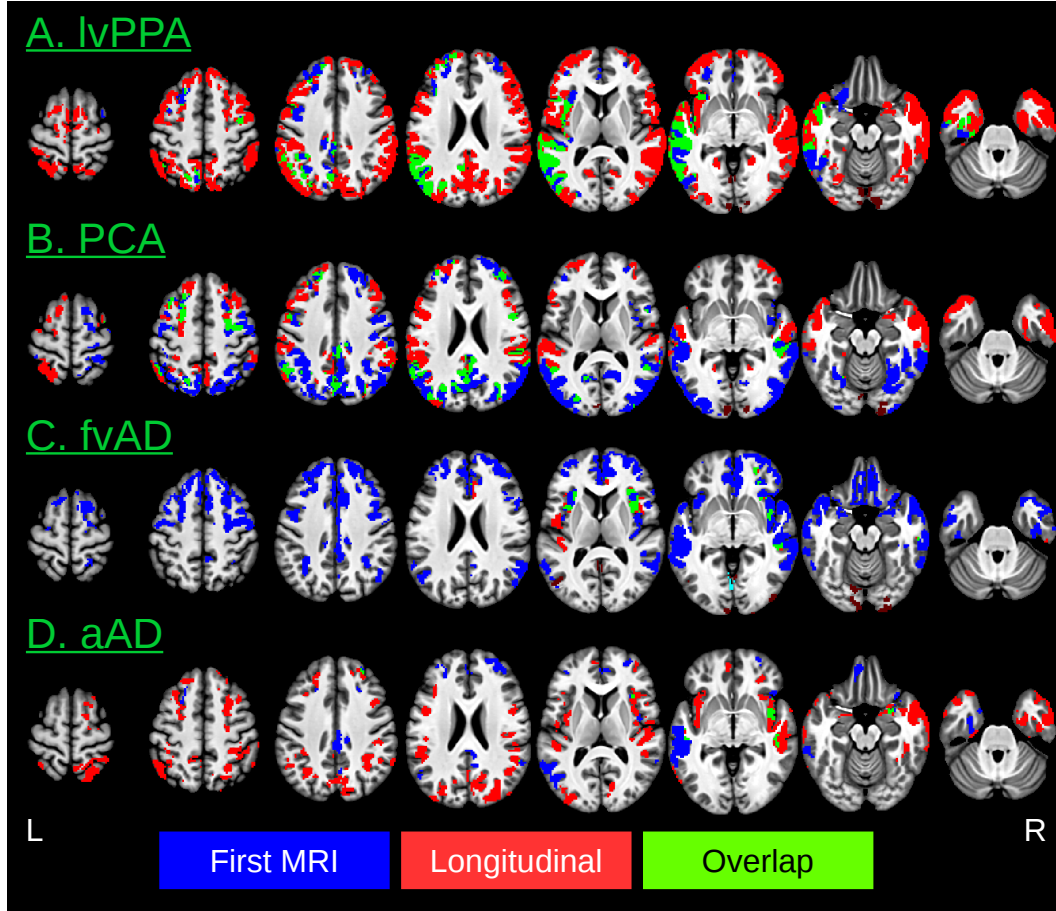 A. lvPPA
B. PCA
C. fvAD
D. aAD
L
R
First MRI
Longitudinal
Overlap